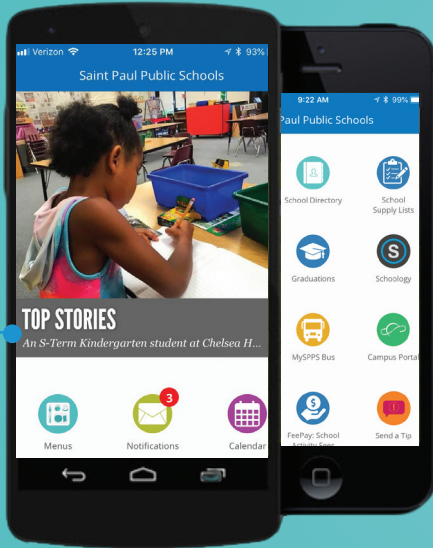 Verizon 12:25 PM 93%
Saint Paul Public Schools
TOP STORIES
An S-Term Kindergarten student at Chelsea H...
3
Menus Notifications Calendar
9:22 AM 99%
Paul Public Schools
School Directory
School
Supply Lists
Graduations
S
Schoology
MySPPS Bus
Campus Portal
$
FeePay: School
Activity Fees
Send a Tip